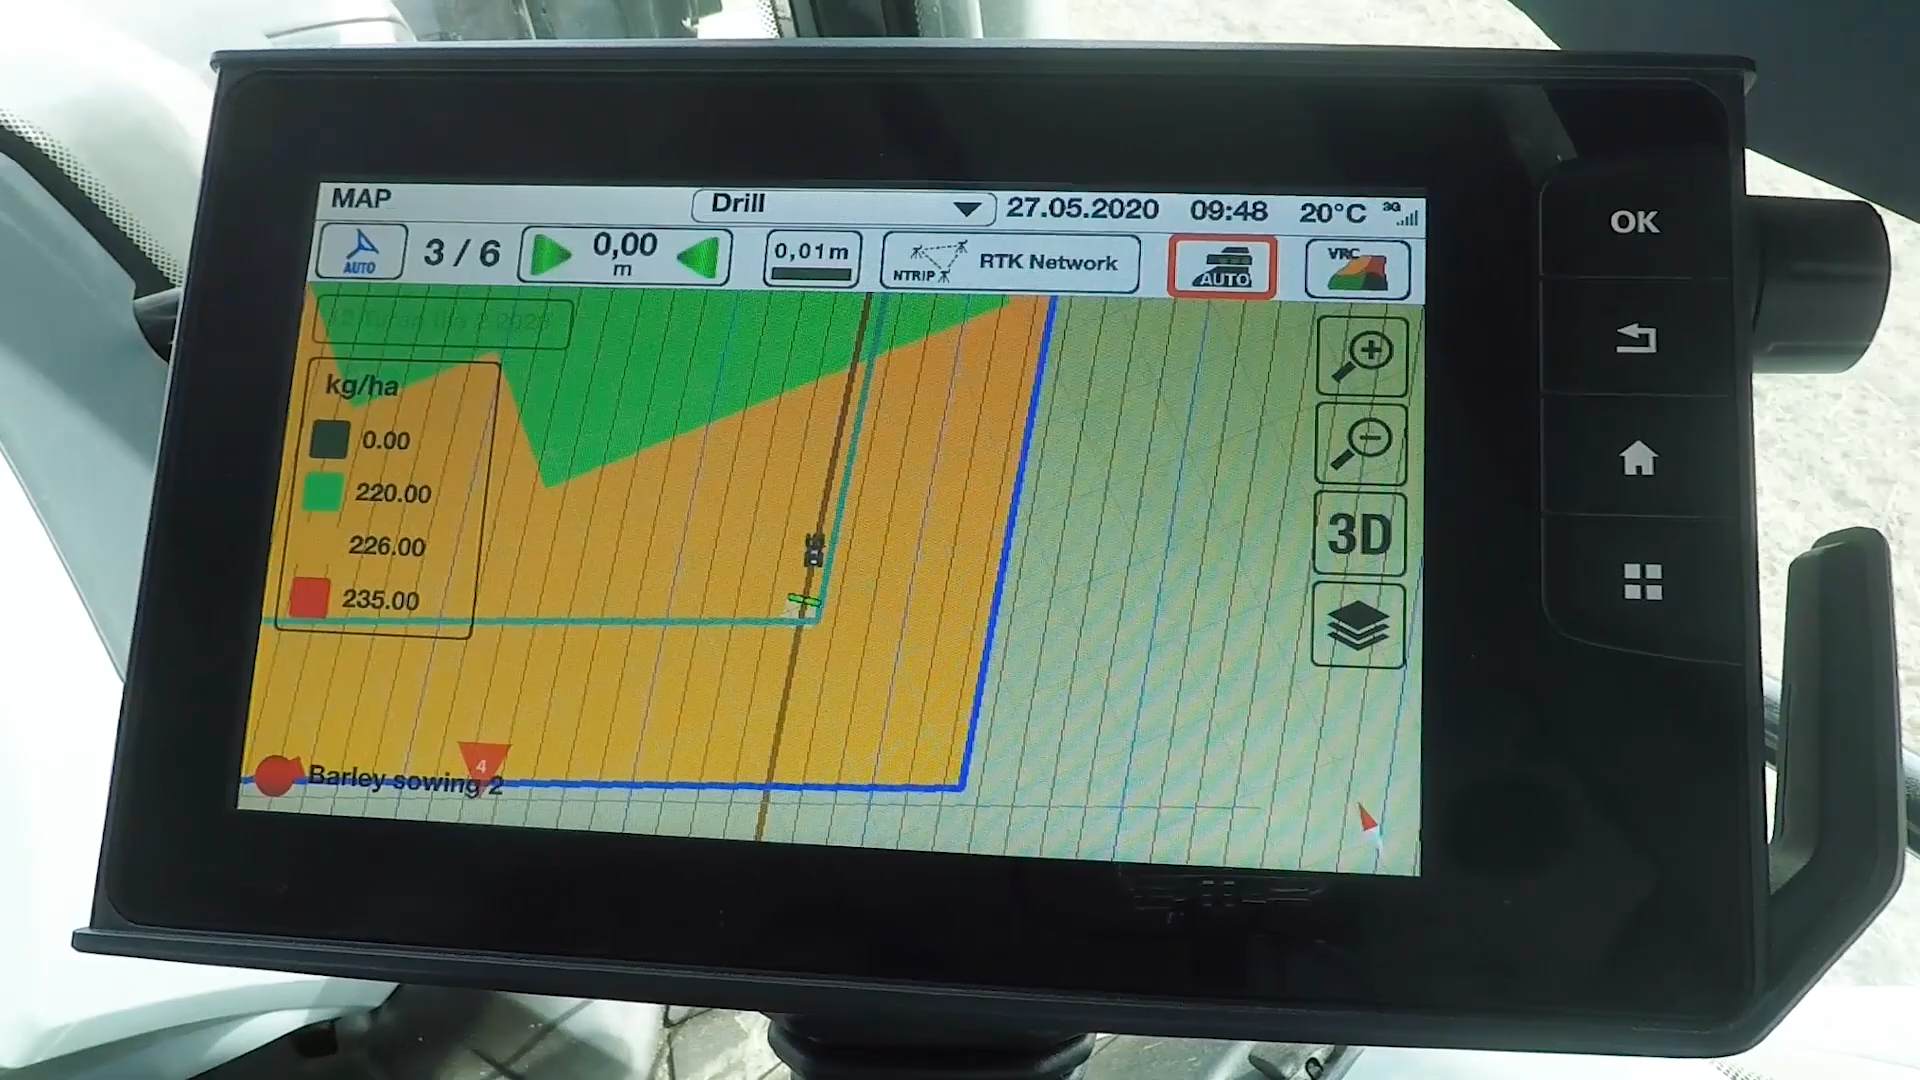 MAP
Drill
27.05.2020 09:48 20°C 3G
AUTO
3 / 6
0,00
m
0,01m
NTRIP
RTK Network
AUTO
VRC
kg/ha
0.00
220.00
226.00
235.00
3D
4
Barley sowing 2
OK